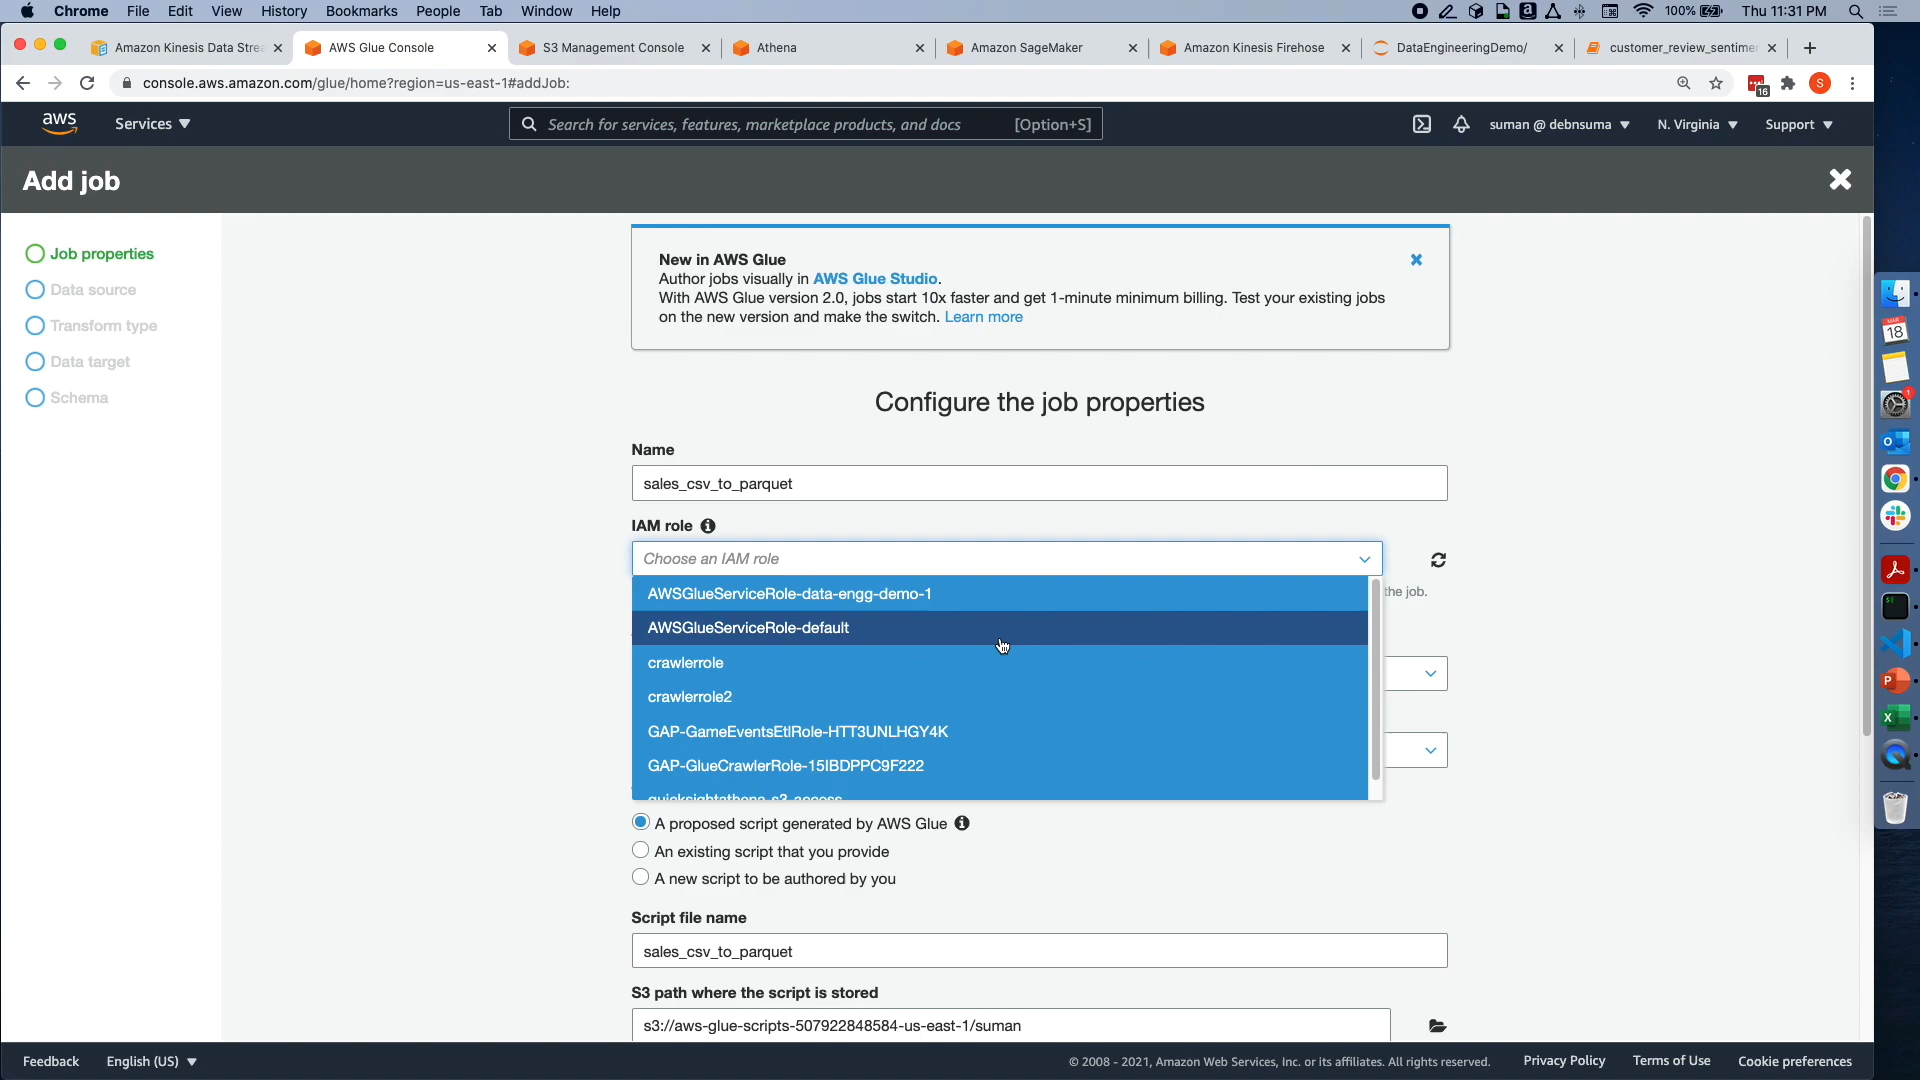 Chrome File Edit View History Bookmarks People Tab Window Help
100% Thu 11:31 PM
Amazon Kinesis Data Strea
AWS Glue Console
S3 Management Console
Athena
Amazon SageMaker
Amazon Kinesis Firehose
DataEngineeringDemo/
customer_review_sentime
console.aws.amazon.com/glue/home?region=us-east-1#addJob:
16
S
aws
Services
Search for services, features, marketplace products, and docs [Option+S]
suman @ debnsuma
N. Virginia
Support
Add job
Job properties
Data source
Transform type
Data target
Schema
New in AWS Glue
Author jobs visually in AWS Glue Studio.
With AWS Glue version 2.0, jobs start 10x faster and get 1-minute minimum billing. Test your existing jobs
on the new version and make the switch. Learn more
Configure the job properties
Name
sales_csv_to_parquet
IAM role
Choose an IAM role
the job.
AWSGlueServiceRole-data-engg-demo-1
AWSGlueServiceRole-default
crawlerrole
crawlerrole2
GAP-GameEventsEtlRole-HTT3UNLHGY4K
GAP-GlueCrawlerRole-15IBDPPC9F222
quicksightathena-s3-access
A proposed script generated by AWS Glue
An existing script that you provide
A new script to be authored by you
Script file name
sales_csv_to_parquet
S3 path where the script is stored
s3://aws-glue-scripts-507922848584-us-east-1/suman
Feedback
English (US)
© 2008 - 2021, Amazon Web Services, Inc. or its affiliates. All rights reserved.
Privacy Policy
Terms of Use
Cookie preferences
MAR
18
1